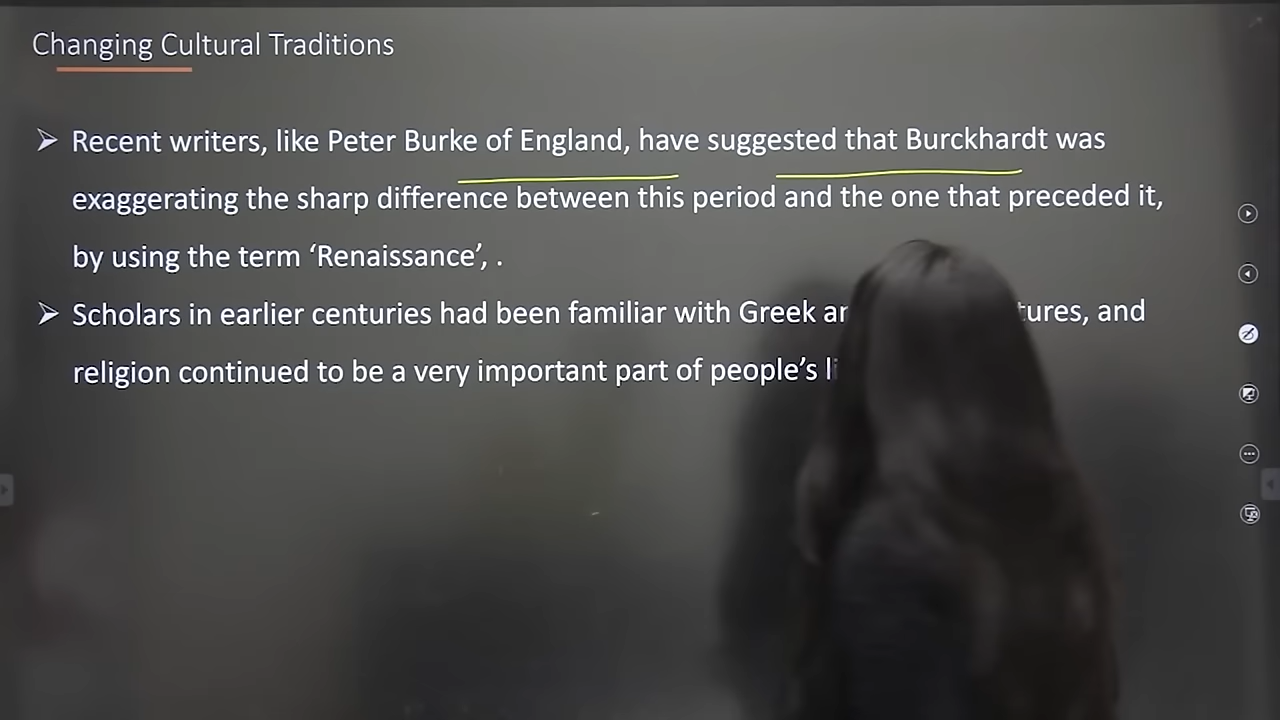 Changing Cultural Traditions
Recent writers, like Peter Burke of England, have suggested that Burckhardt was
exaggerating the sharp difference between this period and the one that preceded it,
by using the term ‘Renaissance’, .
Scholars in earlier centuries had been familiar with Greek and
religion continued to be a very important part of people’s